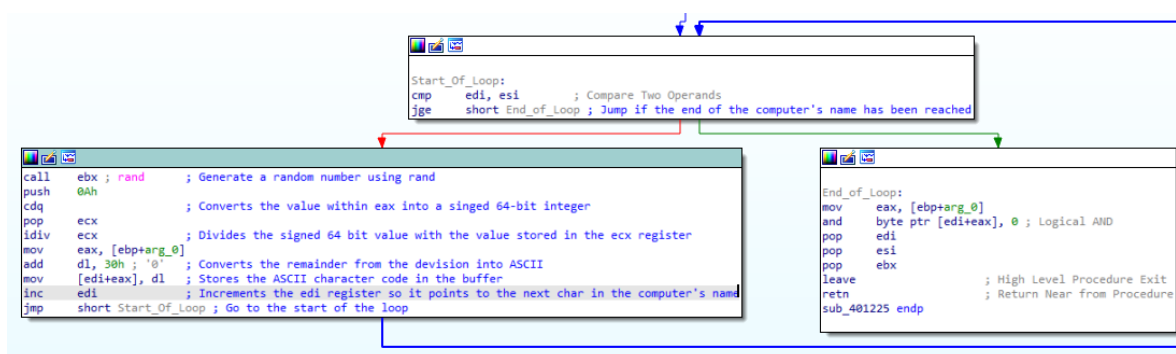 Start_Of_Loop:
cmp edi, esi ; Compare Two Operands
jge short End_of_Loop ; Jump if the end of the computer's name has been reached
call ebx ; rand ; Generate a random number using rand
push 0Ah
cdq ; Converts the value within eax into a singed 64-bit integer
pop ecx
idiv ecx ; Divides the signed 64 bit value with the value stored in the ecx register
mov eax, [ebp+arg_0]
add dl, 30h ; '0' ; Converts the remainder from the devision into ASCII
mov [edi+eax], dl ; Stores the ASCII character code in the buffer
inc edi ; Increments the edi register so it points to the next char in the computer's name
jmp short Start_Of_Loop ; Go to the start of the loop
End_of_Loop:
mov eax, [ebp+arg_0]
and byte ptr [edi+eax], 0 ; Logical AND
pop edi
pop esi
pop ebx
leave ; High Level Procedure Exit
retn ; Return Near from Procedure
sub_401225 endp